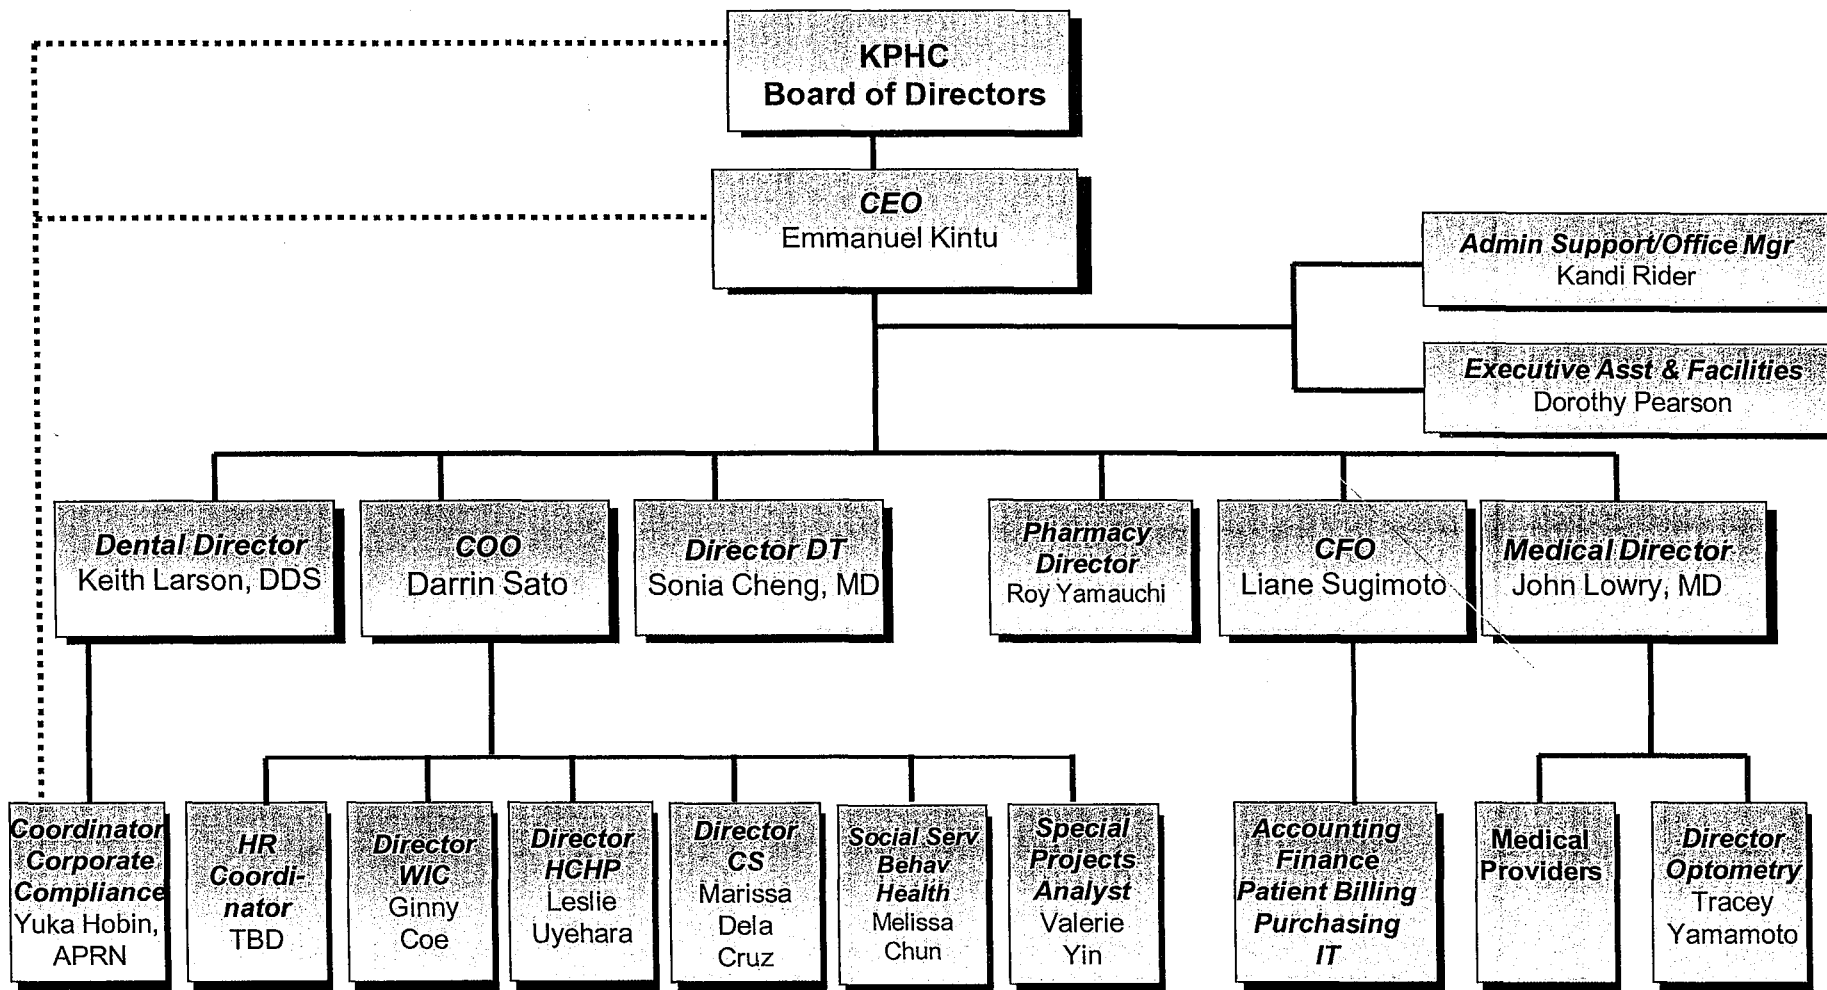 KPHC
Board of Directors
CEO
Emmanuel Kintu
Admin Support/Office Mgr
Kandi Rider
Executive Asst & Facilities
Dorothy Pearson
Dental Director
Keith Larson, DDS
COO
Darrin Sato
Director DT
Sonia Cheng, MD
Pharmacy
Director
Roy Yamauchi
CFO
Liane Sugimoto
Medical Director
John Lowry, MD
Coordinator
Corporate
Compliance
Yuka Hobin,
APRN
HR
Coordi-
nator
TBD
Director
WIC
Ginny
Coe
Director
HCHP
Leslie
Uyehara
Director
CS
Marissa
Dela
Cruz
Social Serv
Behav
Health
Melissa
Chun
Special
Projects
Analyst
Valerie
Yin
Accounting
Finance
Patient Billing
Purchasing
IT
Medical
Providers
Director
Optometry
Tracey
Yamamoto